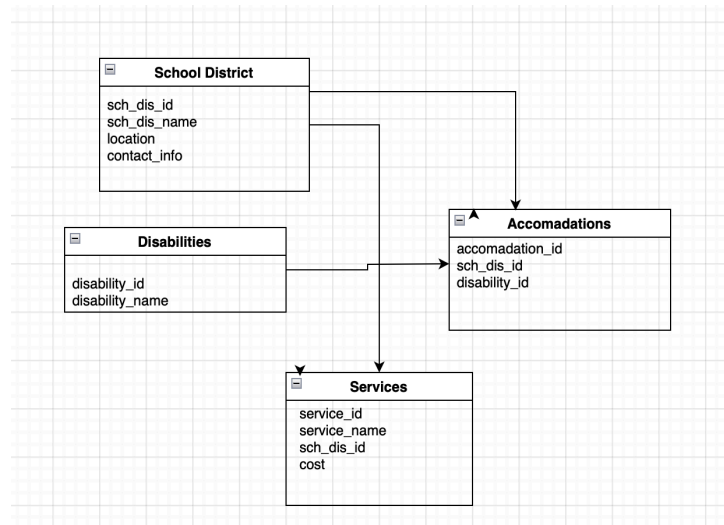 School District
sch_dis_id
sch_dis_name
location
contact_info
Disabilities
disability_id
disability_name
Accomadations
accomadation_id
sch_dis_id
disability_id
Services
service_id
service_name
sch_dis_id
cost